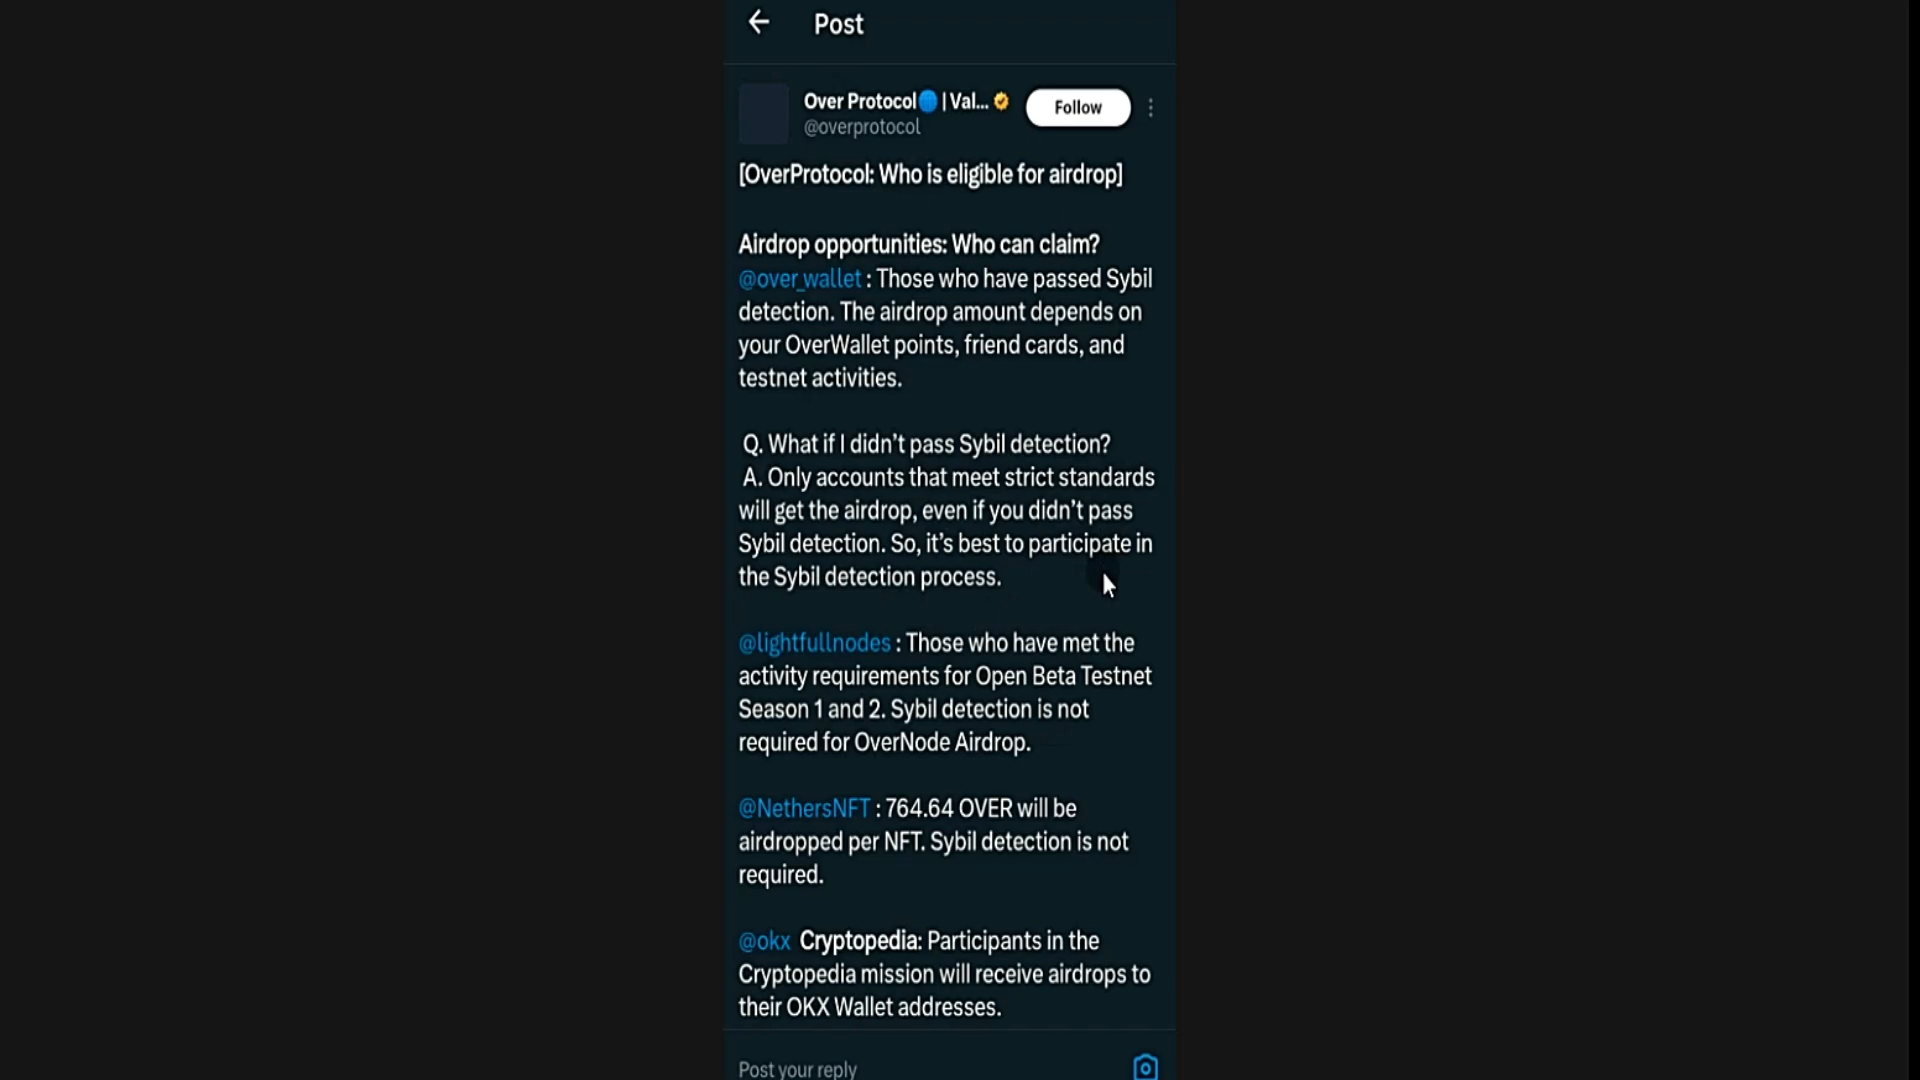 Post
Over Protocol🌐 | Val...
Follow
@overprotocol
[OverProtocol: Who is eligible for airdrop]
Airdrop opportunities: Who can claim?
@over_wallet : Those who have passed Sybil
detection. The airdrop amount depends on
your OverWallet points, friend cards, and
testnet activities.
Q. What if I didn’t pass Sybil detection?
A. Only accounts that meet strict standards
will get the airdrop, even if you didn’t pass
Sybil detection. So, it’s best to participate in
the Sybil detection process.
@lightfullnodes : Those who have met the
activity requirements for Open Beta Testnet
Season 1 and 2. Sybil detection is not
required for OverNode Airdrop.
@NethersNFT : 764.64 OVER will be
airdropped per NFT. Sybil detection is not
required.
@okx Cryptopedia: Participants in the
Cryptopedia mission will receive airdrops to
their OKX Wallet addresses.
Post your reply